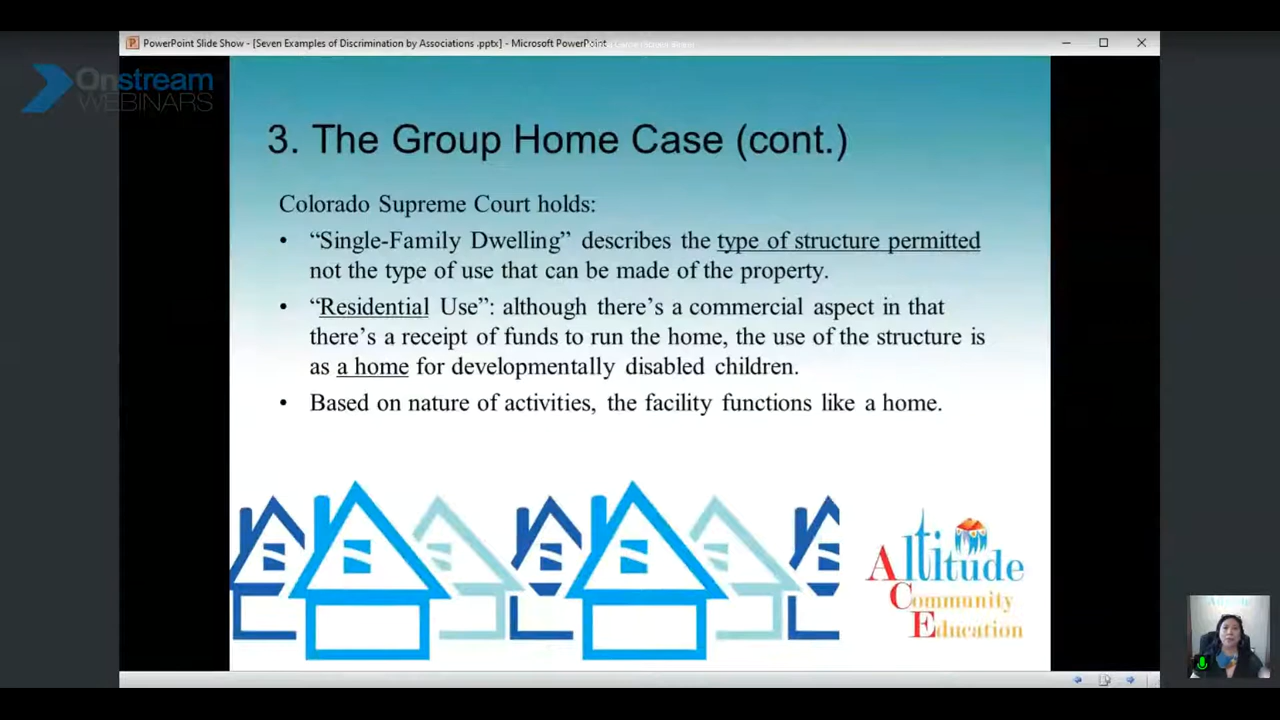 PowerPoint Slide Show - [Seven Examples of Discrimination by Associations .pptx] - Microsoft PowerPoint
Onstream
WEBINARS
3. The Group Home Case (cont.)
Colorado Supreme Court holds:
• “Single-Family Dwelling” describes the type of structure permitted
not the type of use that can be made of the property.
• “Residential Use”: although there’s a commercial aspect in that
there’s a receipt of funds to run the home, the use of the structure is
as a home for developmentally disabled children.
• Based on nature of activities, the facility functions like a home.
Altitude
Community
Education